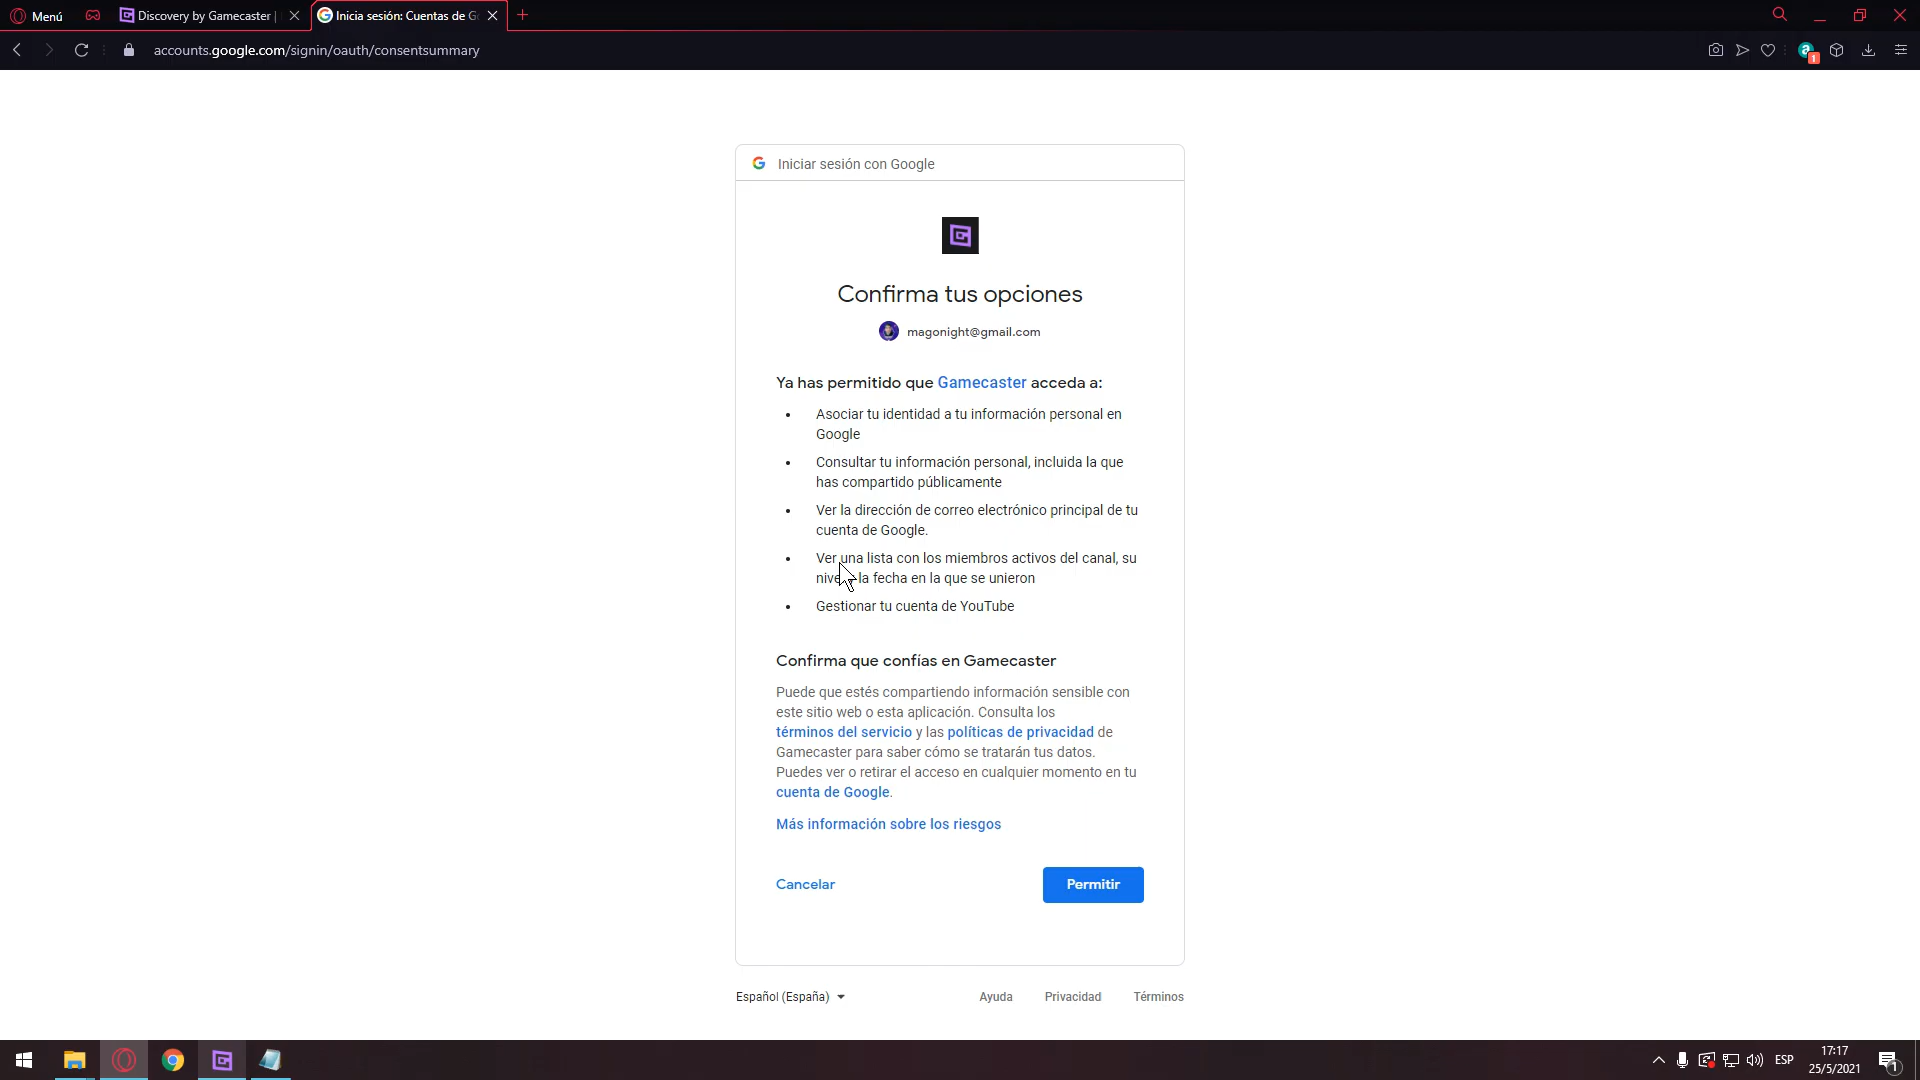 Menú
Discovery by Gamecaster |
Inicia sesión: Cuentas de Go
accounts.google.com/signin/oauth/consentsummary
1
Iniciar sesión con Google
Confirma tus opciones
magonight@gmail.com
Ya has permitido que Gamecaster acceda a:
• Asociar tu identidad a tu información personal en
Google
• Consultar tu información personal, incluida la que
has compartido públicamente
• Ver la dirección de correo electrónico principal de tu
cuenta de Google.
• Ver una lista con los miembros activos del canal, su
la fecha en la que se unieron
• Gestionar tu cuenta de YouTube
Confirma que confías en Gamecaster
Puede que estés compartiendo información sensible con
este sitio web o esta aplicación. Consulta los
términos del servicio y las políticas de privacidad de
Gamecaster para saber cómo se tratarán tus datos.
Puedes ver o retirar el acceso en cualquier momento en tu
cuenta de Google.
Más información sobre los riesgos
Cancelar
Permitir
Español (España)
Ayuda
Privacidad
Términos
ESP
17:17
25/5/2021
1